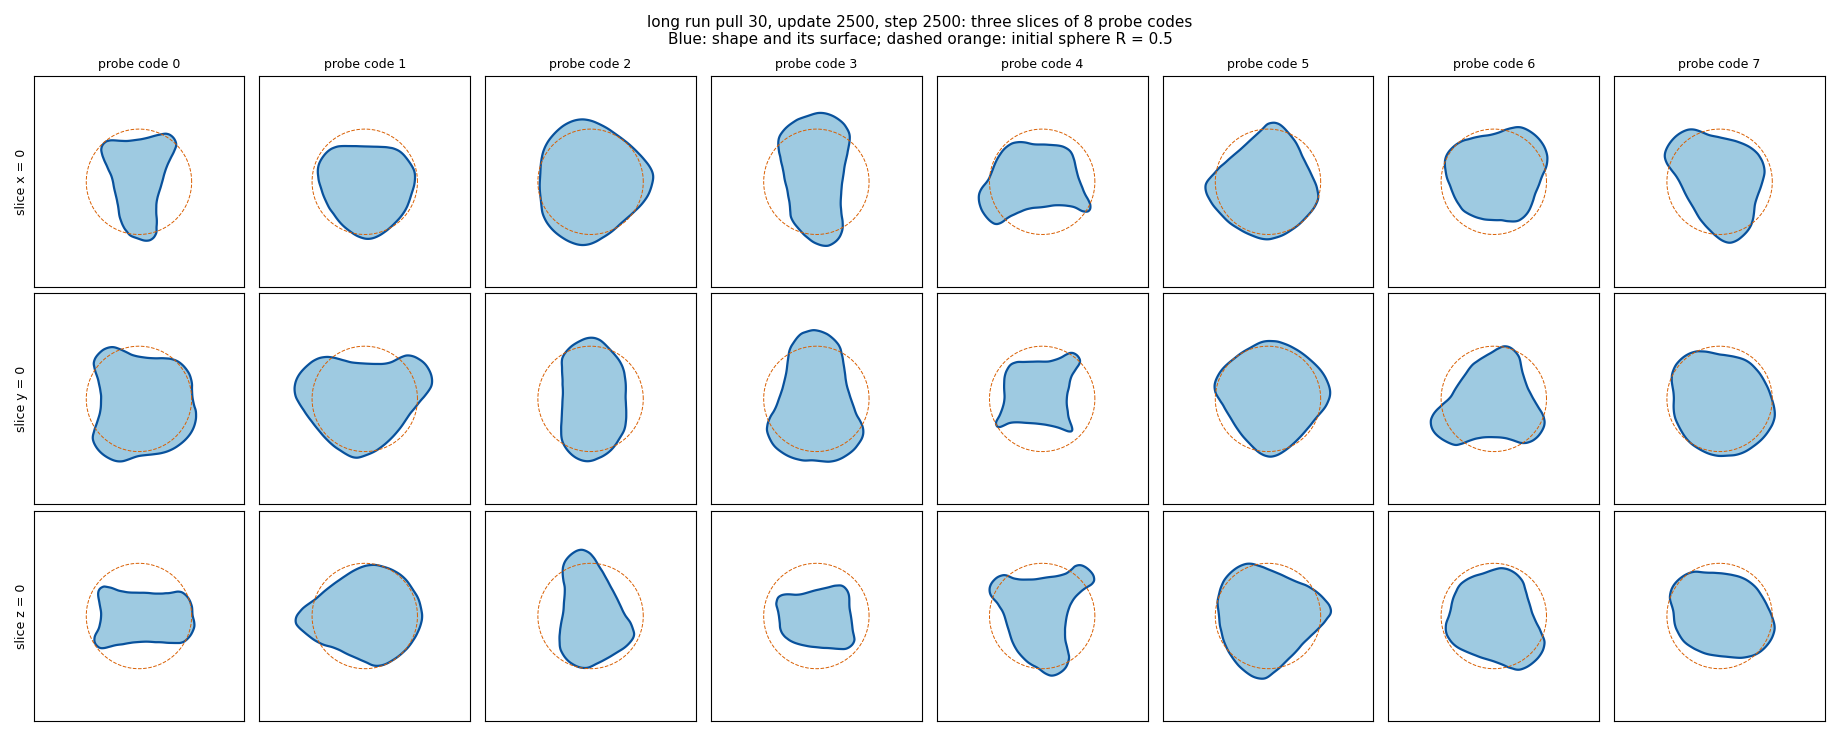 long run pull 30, update 2500, step 2500: three slices of 8 probe codes
Blue: shape and its surface; dashed orange: initial sphere R = 0.5
probe code 0
probe code 1
probe code 2
probe code 3
probe code 4
probe code 5
probe code 6
probe code 7
slice x = 0
slice y = 0
slice z = 0